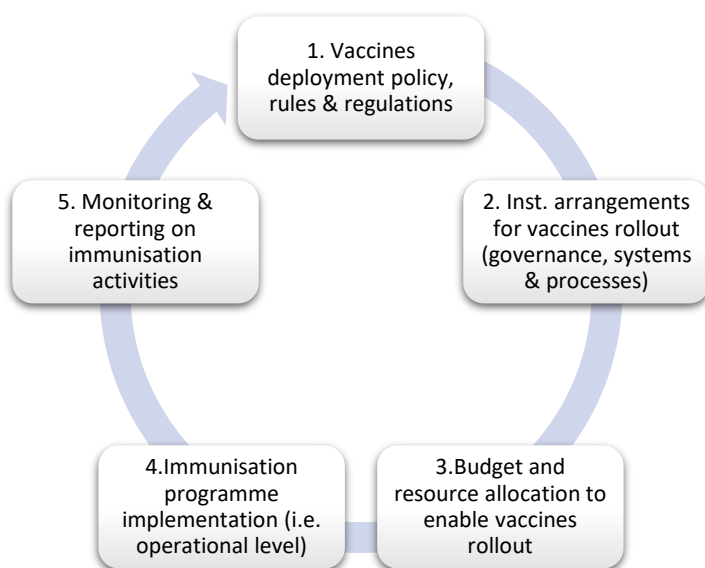 1. Vaccines
deployment policy,
rules & regulations
2. Inst. arrangements
for vaccines rollout
(governance, systems
& processes)
3.Budget and
resource allocation to
enable vaccines
rollout
4.Immunisation
programme
implementation (i.e.
operational level)
5. Monitoring &
reporting on
immunisation
activities